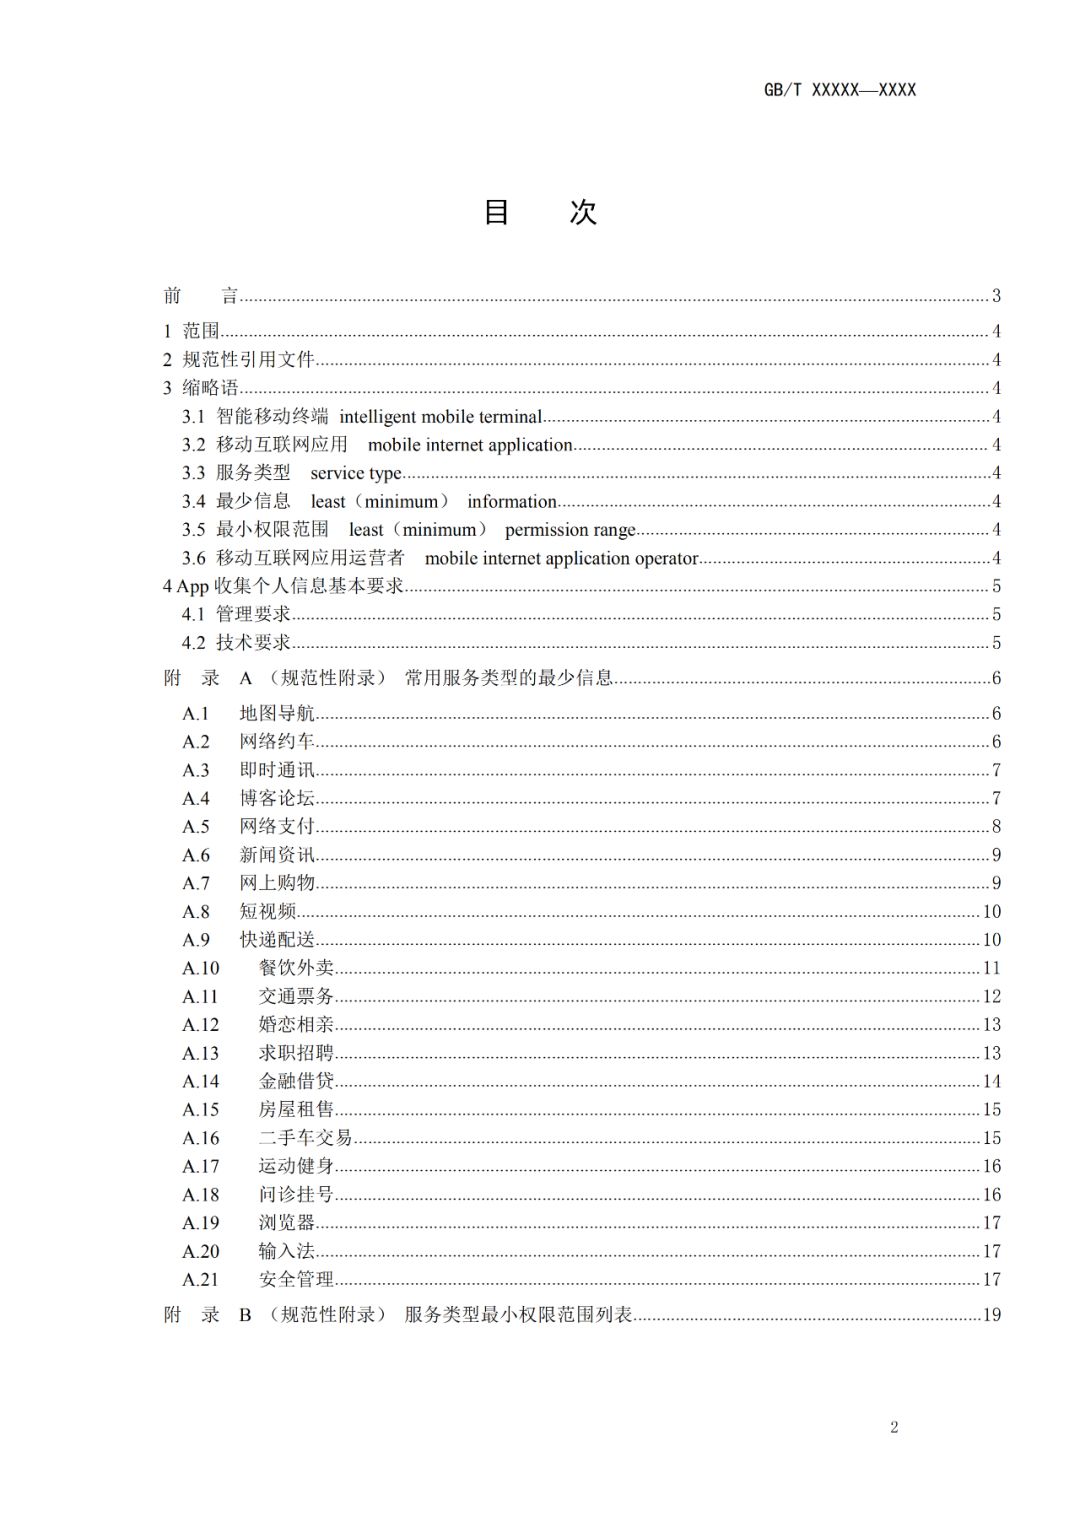 GB/T XXXXX—XXXX
目 次
前 言........................3
1 范围........................4
2 规范性引用文件........................4
3 缩略语........................4
3.1 智能移动终端 intelligent mobile terminal........................4
3.2 移动互联网应用 mobile internet application........................4
3.3 服务类型 service type........................4
3.4 最少信息 least（minimum） information........................4
3.5 最小权限范围 least（minimum） permission range........................4
3.6 移动互联网应用运营者 mobile internet application operator........................4
4 App 收集个人信息基本要求........................5
4.1 管理要求........................5
4.2 技术要求........................5
附 录 A （规范性附录） 常用服务类型的最少信息........................6
A.1 地图导航........................6
A.2 网络约车........................6
A.3 即时通讯........................7
A.4 博客论坛........................7
A.5 网络支付........................8
A.6 新闻资讯........................9
A.7 网上购物........................9
A.8 短视频........................10
A.9 快递配送........................10
A.10 餐饮外卖........................11
A.11 交通票务........................12
A.12 婚恋相亲........................13
A.13 求职招聘........................13
A.14 金融借贷........................14
A.15 房屋租售........................15
A.16 二手车交易........................15
A.17 运动健身........................16
A.18 问诊挂号........................16
A.19 浏览器........................17
A.20 输入法........................17
A.21 安全管理........................17
附 录 B （规范性附录） 服务类型最小权限范围列表........................19
2